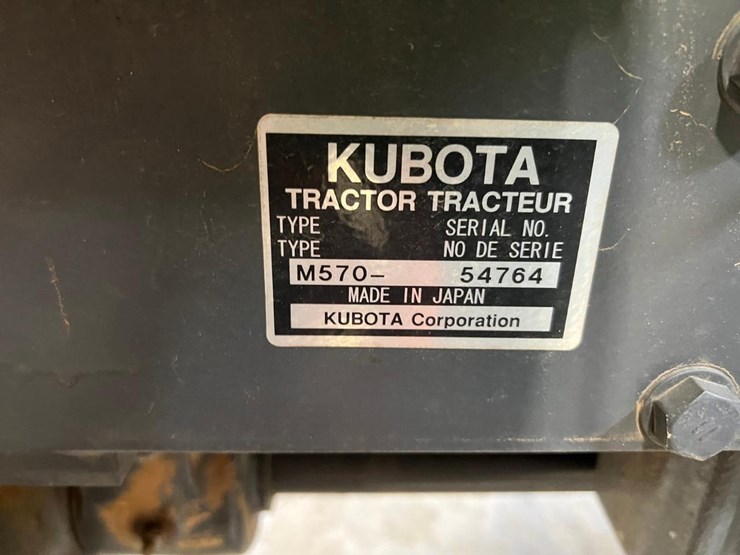 KUBOTA
TRACTOR TRACTEUR
TYPE SERIAL NO.
TYPE NO DE SERIE
M570- 54764
MADE IN JAPAN
KUBOTA Corporation